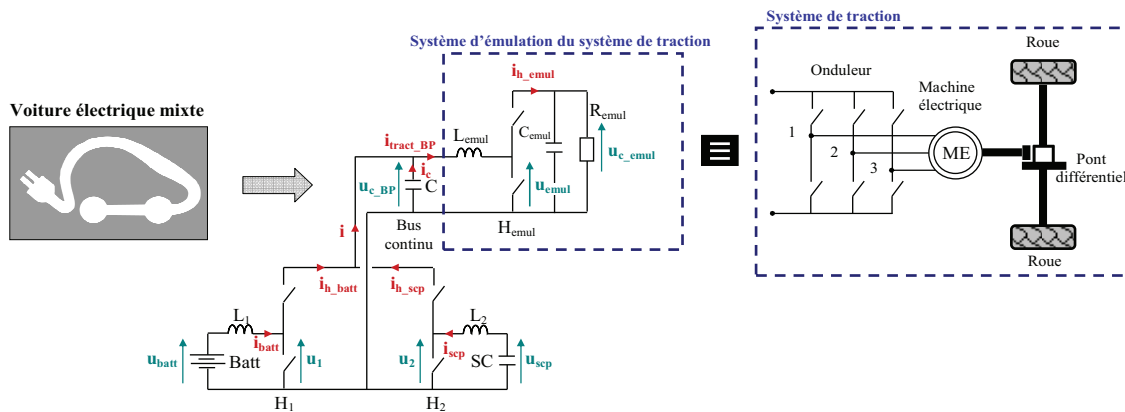 Système de traction
Système d'émulation du système de traction
Roue
Onduleur
Machine
électrique
Voiture électrique mixte
i_h_emul
R_emul
L_emul
C_emul
i_tract_BP
u_c_emul
1
2
3
ME
i_c
C
u_c_BP
u_emul
Pont
différentiel
Bus
continu
H_emul
i
Roue
i_h_batt
i_h_scp
L_1
L_2
i_batt
i_scp
u_batt
Batt
u_1
u_2
SC
u_scp
H_1
H_2